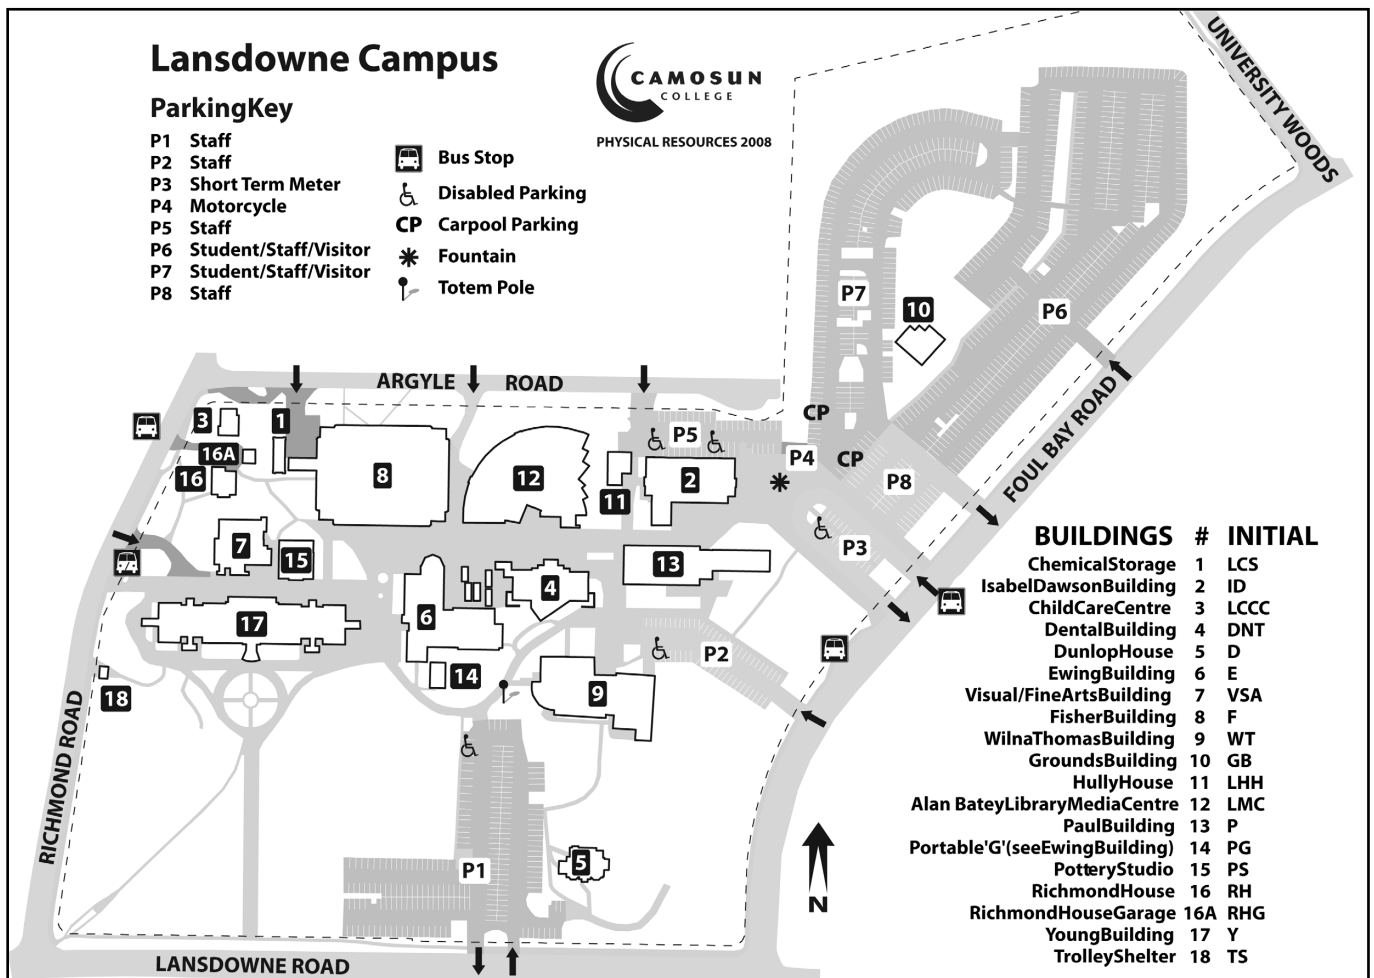 Lansdowne Campus
ParkingKey
P1 Staff
P2 Staff
P3 Short Term Meter
P4 Motorcycle
P5 Staff
P6 Student/Staff/Visitor
P7 Student/Staff/Visitor
P8 Staff
Bus Stop
Disabled Parking
CP Carpool Parking
Fountain
Totem Pole
CAMOSUN
COLLEGE
PHYSICAL RESOURCES 2008
UNIVERSITY WOODS
P7
10
P6
ARGYLE ROAD
FOUL BAY ROAD
CP
3
1
16A
16
8
12
11
P5
2
P4
CP
P8
7
15
13
P3
4
6
17
14
9
P2
18
RICHMOND ROAD
P1
5
N
LANSDOWNE ROAD
BUILDINGS # INITIAL
ChemicalStorage 1 LCS
IsabelDawsonBuilding 2 ID
ChildCareCentre 3 LCCC
DentalBuilding 4 DNT
DunlopHouse 5 D
EwingBuilding 6 E
Visual/FineArtsBuilding 7 VSA
FisherBuilding 8 F
WilnaThomasBuilding 9 WT
GroundsBuilding 10 GB
HullyHouse 11 LHH
Alan BateyLibraryMediaCentre 12 LMC
PaulBuilding 13 P
Portable'G'(seeEwingBuilding) 14 PG
PotteryStudio 15 PS
RichmondHouse 16 RH
RichmondHouseGarage 16A RHG
YoungBuilding 17 Y
TrolleyShelter 18 TS